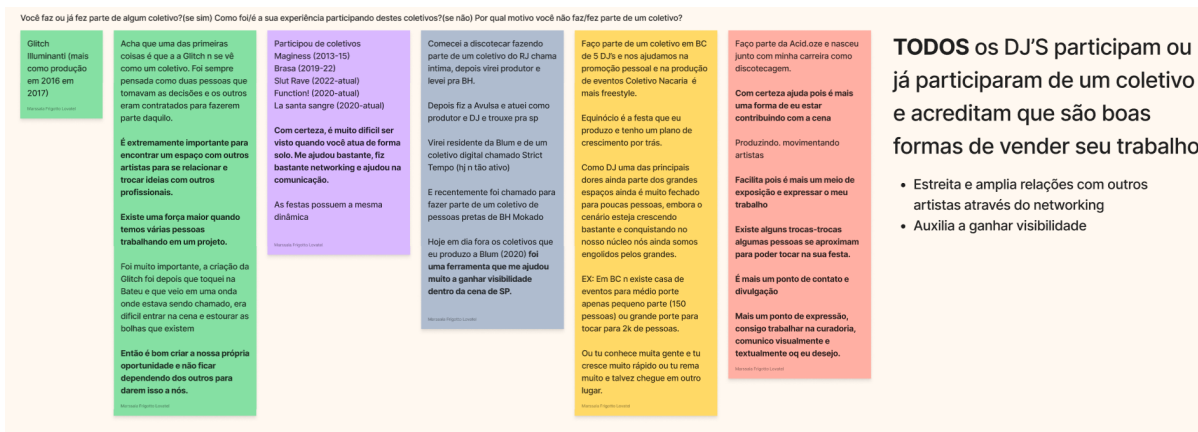 Você faz ou já fez parte de algum coletivo?(se sim) Como foi/é a sua experiência participando destes coletivos?(se não) Por qual motivo você não faz/fez parte de um coletivo?
Glitch
Illuminanti (mais
como produção
em 2016 em
2017)
Manuela Frigotto Lovatel
Acha que uma das primeiras
coisas é que a a Glitch n se vê
como um coletivo. Foi sempre
pensada como duas pessoas que
tomavam as decisões e os outros
eram contratados para fazerem
parte daquilo.
É extremamente importante para
encontrar um espaço com outros
artistas para se relacionar e
trocar ideias com outros
profissionais.
Existe uma força maior quando
temos várias pessoas
trabalhando em um projeto.
Foi muito importante, a criação da
Glitch foi depois que toquei na
Bateu e que veio em uma onda
onde estava sendo chamado, era
dificil entrar na cena e estourar as
bolhas que existem
Então é bom criar a nossa própria
oportunidade e não ficar
dependendo dos outros para
darem isso a nós.
Manuela Frigotto Lovatel
Participou de coletivos
Maginess (2013-15)
Brasa (2019-22)
Slut Rave (2022-atual)
Function! (2020-atual)
La santa sangre (2020-atual)
Com certeza, é muito dificil ser
visto quando você atua de forma
solo. Me ajudou bastante, fiz
bastante networking e ajudou na
comunicação.
As festas possuem a mesma
dinâmica
Manuela Frigotto Lovatel
Comecei a discotecar fazendo
parte de um coletivo do RJ chama
intima, depois virei produtor e
levei pra BH.
Depois fiz a Avulsa e atuei como
produtor e DJ e trouxe pra sp
Virei residente da Blum e de um
coletivo digital chamado Strict
Tempo (hj n tão ativo)
E recentemente foi chamado para
fazer parte de um coletivo de
pessoas pretas de BH Mokado
Hoje em dia fora os coletivos que
eu produzo a Blum (2020) foi
uma ferramenta que me ajudou
muito a ganhar visibilidade
dentro da cena de SP.
Manuela Frigotto Lovatel
Faço parte de um coletivo em BC
de 5 DJ's e nos ajudamos na
promoção pessoal e na produção
de eventos Coletivo Nacaria é
mais freestyle.
Equinócio é a festa que eu
produzo e tenho um plano de
crescimento por trás.
Como DJ uma das principais
dores ainda parte dos grandes
espaços ainda é muito fechado
para poucas pessoas, embora o
cenário esteja crescendo
bastante e conquistando no
nosso núcleo nós ainda somos
engolidos pelos grandes.
EX: Em BC n existe casa de
eventos para médio porte
apenas pequeno parte (150
pessoas) ou grande porte para
tocar para 2k de pessoas.
Ou tu conhece muita gente e tu
cresce muito rápido ou tu rema
muito e talvez chegue em outro
lugar.
Manuela Frigotto Lovatel
Faço parte da Acid.oze e nasceu
junto com minha carreira como
discotecagem.
Com certeza ajuda pois é mais
uma forma de eu estar
contribuindo com a cena
Produzindo. movimentando
artistas
Facilita pois é mais um meio de
exposição e expressar o meu
trabalho
Existe alguns trocas-trocas
algumas pessoas se aproximam
para poder tocar na sua festa.
É mais um ponto de contato e
divulgação
Mais um ponto de expressão,
consigo trabalhar na curadoria,
comunico visualmente e
textualmente oq eu desejo.
Manuela Frigotto Lovatel
TODOS os DJ'S participam ou
já participaram de um coletivo
e acreditam que são boas
formas de vender seu trabalho
• Estreita e amplia relações com outros
artistas através do networking
• Auxilia a ganhar visibilidade